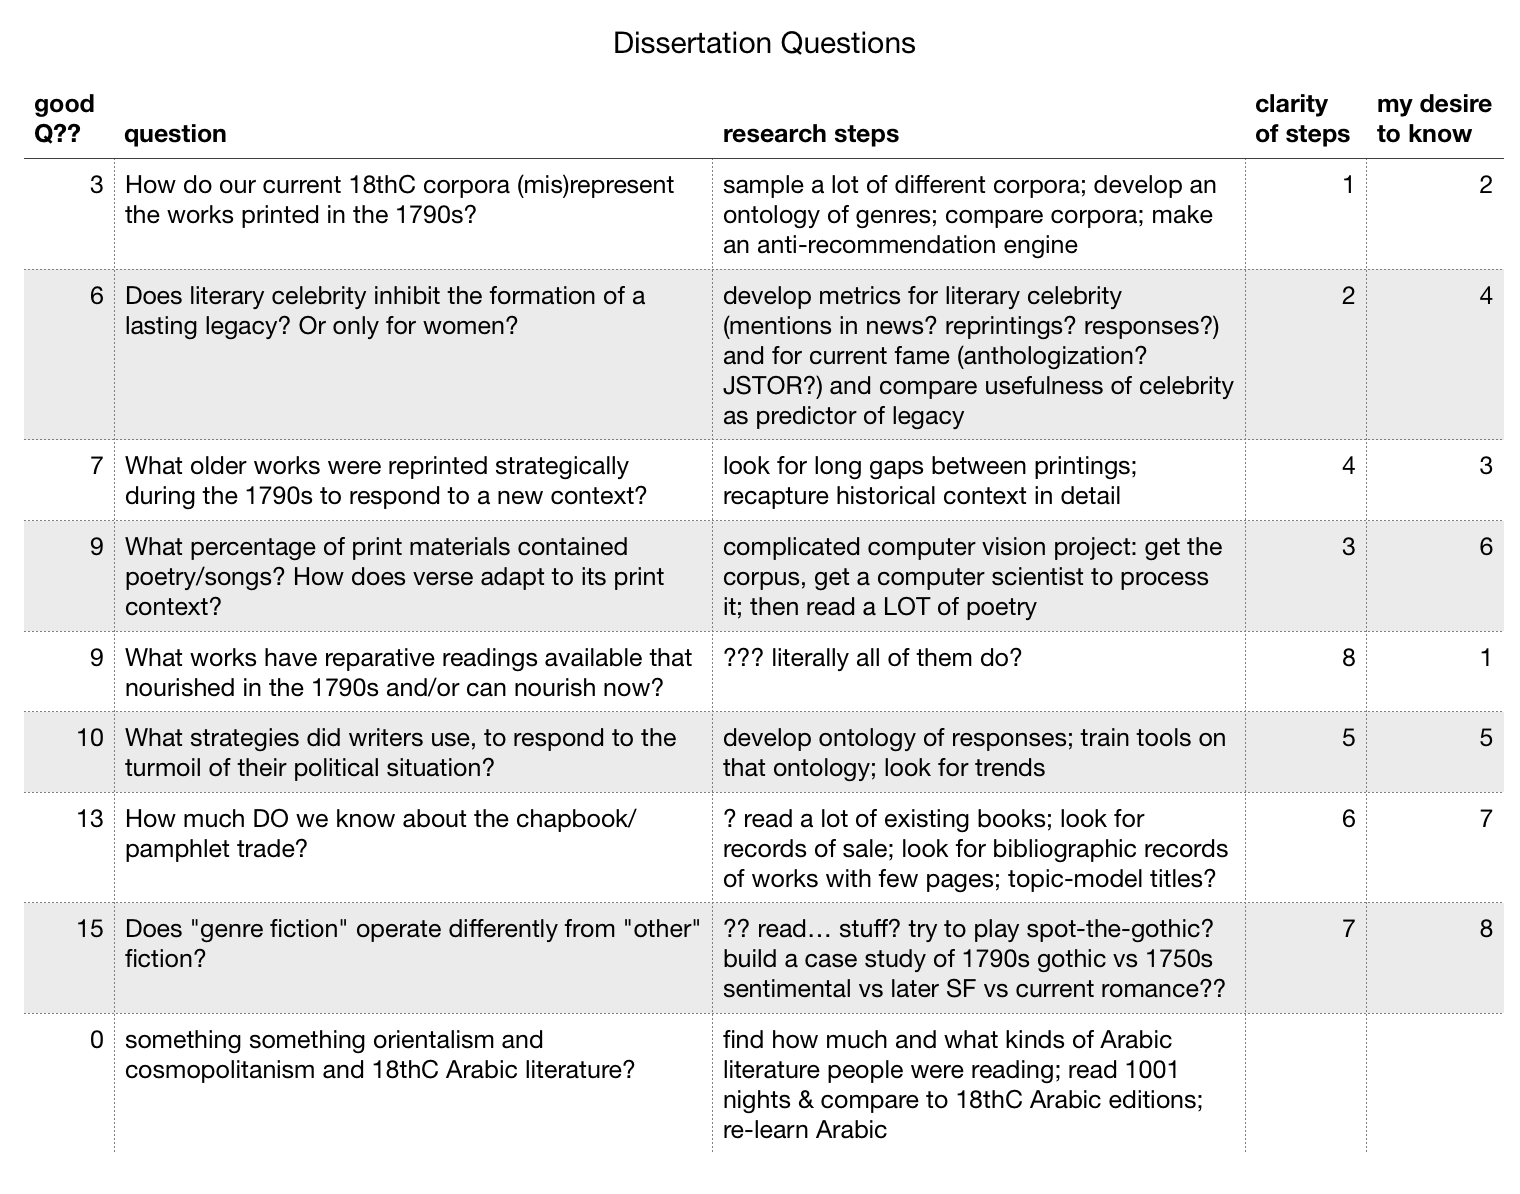 Dissertation Questions
good Q?? question research steps clarity of steps my desire to know
3 How do our current 18thC corpora (mis)represent the works printed in the 1790s? sample a lot of different corpora; develop an ontology of genres; compare corpora; make an anti-recommendation engine 1 2
6 Does literary celebrity inhibit the formation of a lasting legacy? Or only for women? develop metrics for literary celebrity (mentions in news? reprintings? responses?) and for current fame (anthologization? JSTOR?) and compare usefulness of celebrity as predictor of legacy 2 4
7 What older works were reprinted strategically during the 1790s to respond to a new context? look for long gaps between printings; recapture historical context in detail 4 3
9 What percentage of print materials contained poetry/songs? How does verse adapt to its print context? complicated computer vision project: get the corpus, get a computer scientist to process it; then read a LOT of poetry 3 6
9 What works have reparative readings available that nourished in the 1790s and/or can nourish now? ??? literally all of them do? 8 1
10 What strategies did writers use, to respond to the turmoil of their political situation? develop ontology of responses; train tools on that ontology; look for trends 5 5
13 How much DO we know about the chapbook/pamphlet trade? ? read a lot of existing books; look for records of sale; look for bibliographic records of works with few pages; topic-model titles? 6 7
15 Does "genre fiction" operate differently from "other" fiction? ?? read… stuff? try to play spot-the-gothic? build a case study of 1790s gothic vs 1750s sentimental vs later SF vs current romance?? 7 8
0 something something orientalism and cosmopolitanism and 18thC Arabic literature? find how much and what kinds of Arabic literature people were reading; read 1001 nights & compare to 18thC Arabic editions; re-learn Arabic